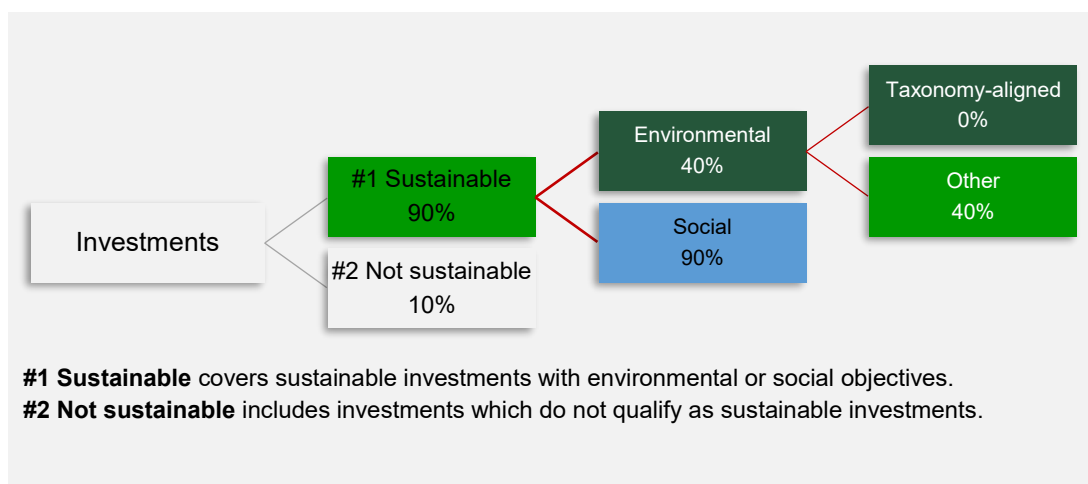 Investments
#1 Sustainable
90%
#2 Not sustainable
10%
Environmental
40%
Social
90%
Taxonomy-aligned
0%
Other
40%
#1 Sustainable covers sustainable investments with environmental or social objectives.
#2 Not sustainable includes investments which do not qualify as sustainable investments.